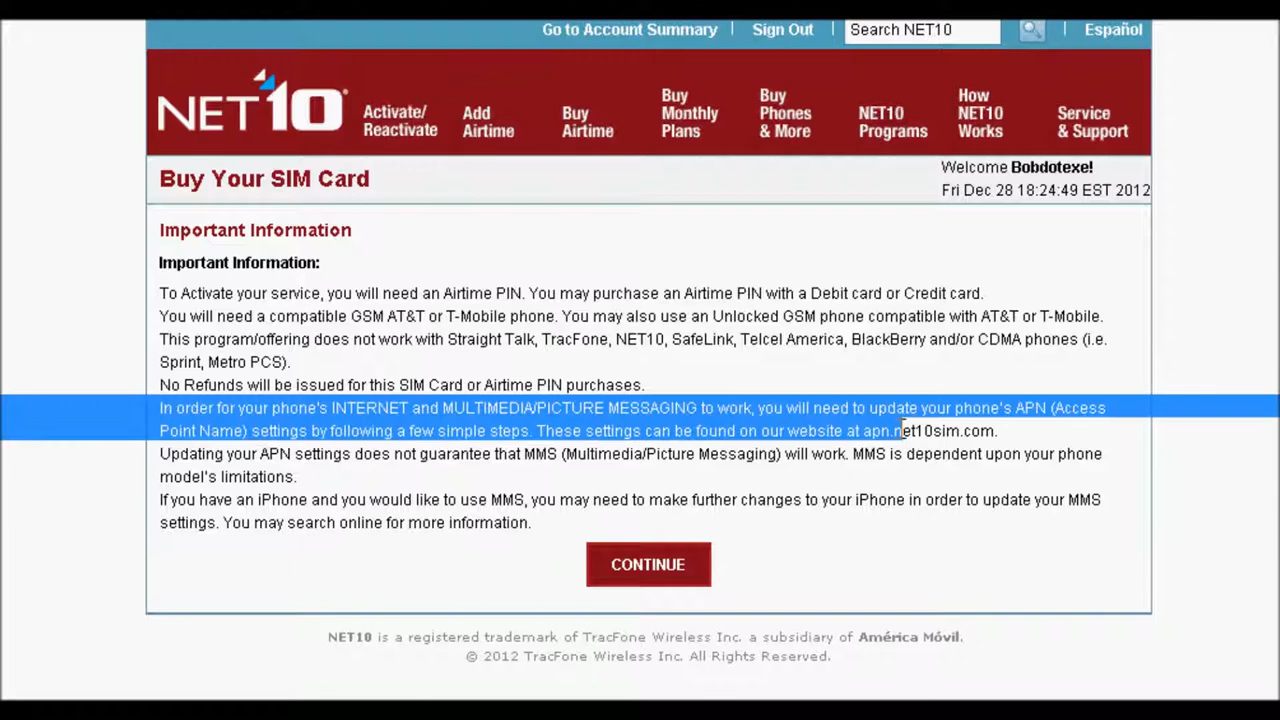 Go to Account Summary | Sign Out | Search NET10 | Español
NET10®
Activate/
Reactivate
Add
Airtime
Buy
Airtime
Buy
Monthly
Plans
Buy
Phones
& More
NET10
Programs
How
NET10
Works
Service
& Support
Buy Your SIM Card
Welcome Bobdotexe!
Fri Dec 28 18:24:49 EST 2012
Important Information
Important Information:
To Activate your service, you will need an Airtime PIN. You may purchase an Airtime PIN with a Debit card or Credit card.
You will need a compatible GSM AT&T or T-Mobile phone. You may also use an Unlocked GSM phone compatible with AT&T or T-Mobile.
This program/offering does not work with Straight Talk, TracFone, NET10, SafeLink, Telcel America, BlackBerry and/or CDMA phones (i.e.
Sprint, Metro PCS).
No Refunds will be issued for this SIM Card or Airtime PIN purchases.
In order for your phone's INTERNET and MULTIMEDIA/PICTURE MESSAGING to work, you will need to update your phone's APN (Access
Point Name) settings by following a few simple steps. These settings can be found on our website at apn.net10sim.com.
Updating your APN settings does not guarantee that MMS (Multimedia/Picture Messaging) will work. MMS is dependent upon your phone
model's limitations.
If you have an iPhone and you would like to use MMS, you may need to make further changes to your iPhone in order to update your MMS
settings. You may search online for more information.
CONTINUE
NET10 is a registered trademark of TracFone Wireless Inc. a subsidiary of América Móvil.
© 2012 TracFone Wireless Inc. All Rights Reserved.